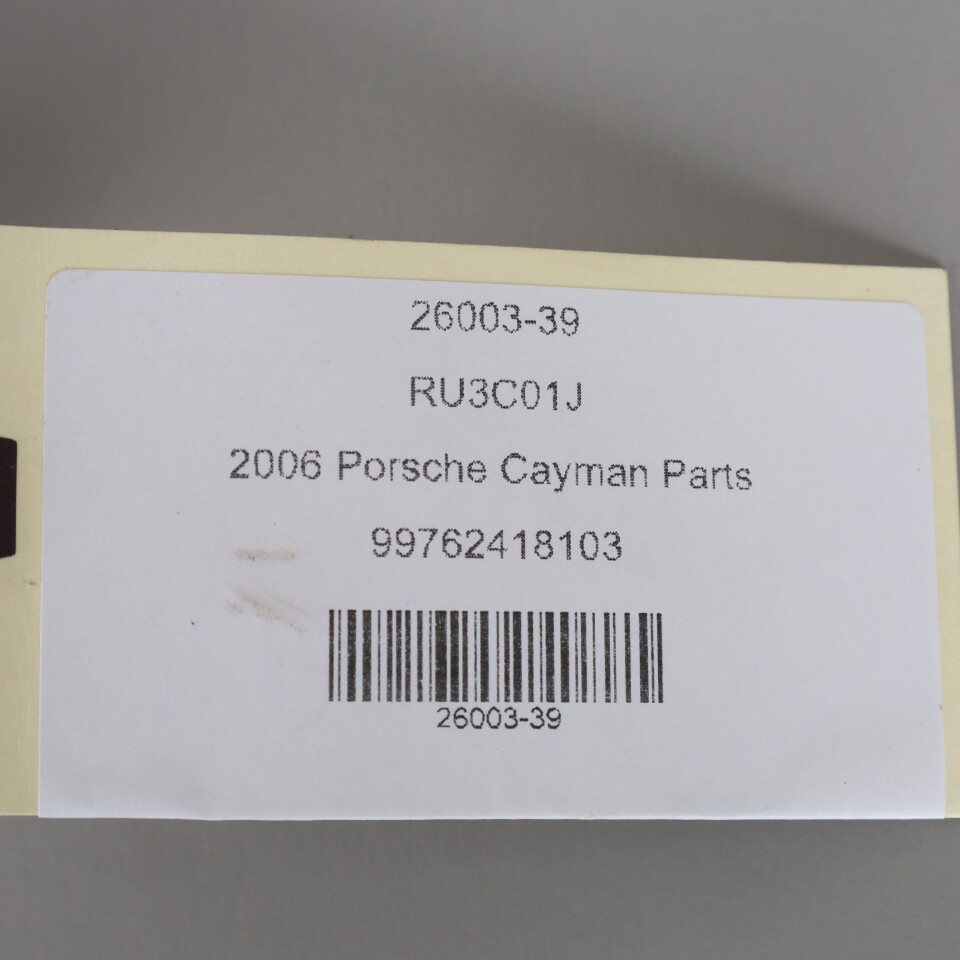 26003-39
RU3C01J
2006 Porsche Cayman Parts
99762418103
26003-39